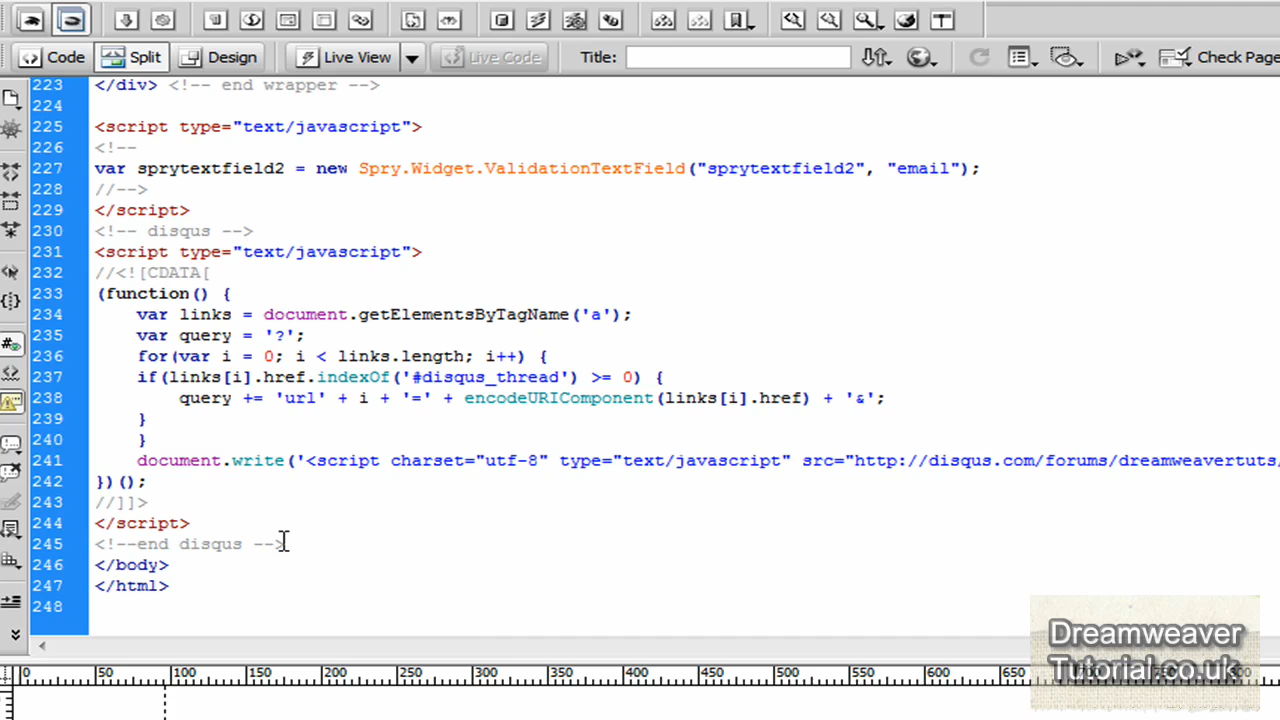 Code Split Design Live View Live Code Title: Check Page
223 </div> <!-- end wrapper -->
224
225 <script type="text/javascript">
226 <!--
227 var sprytextfield2 = new Spry.Widget.ValidationTextField("sprytextfield2", "email");
228 //-->
229 </script>
230 <!-- disqus -->
231 <script type="text/javascript">
232 //<![CDATA[
233 (function() {
234 var links = document.getElementsByTagName('a');
235 var query = '?';
236 for(var i = 0; i < links.length; i++) {
237 if(links[i].href.indexOf('#disqus_thread') >= 0) {
238 query += 'url' + i + '=' + encodeURIComponent(links[i].href) + '&';
239 }
240 }
241 document.write('<script charset="utf-8" type="text/javascript" src="http://disqus.com/forums/dreamweavertuts/
242 })();
243 //]]>
244 </script>
245 <!--end disqus -->
246 </body>
247 </html>
248
Dreamweaver
Tutorial.co.uk
0 50 100 150 200 250 300 350 400 450 500 550 600 650 700 750 800